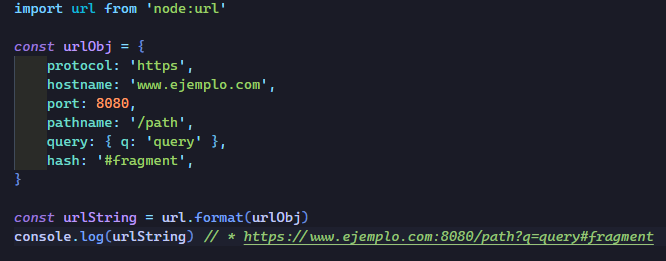 import url from 'node:url'
const urlObj = {
protocol: 'https',
hostname: 'www.ejemplo.com',
port: 8080,
pathname: '/path',
query: { q: 'query' },
hash: '#fragment',
}
const urlString = url.format(urlObj)
console.log(urlString) // * https://www.ejemplo.com:8080/path?q=query#fragment